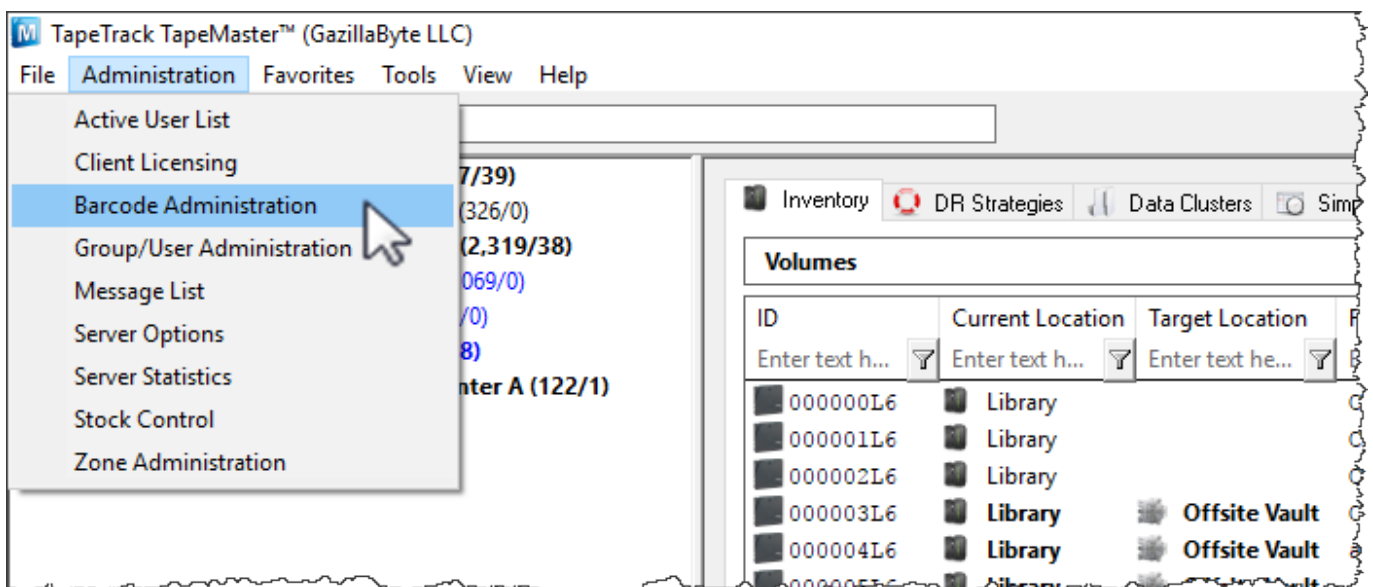 TapeTrack TapeMaster™ (GazillaByte LLC)
File Administration Favorites Tools View Help
Active User List
Client Licensing
Barcode Administration
Group/User Administration
Message List
Server Options
Server Statistics
Stock Control
Zone Administration
7/39)
(326/0)
(2,319/38)
069/0)
/0)
8)
nter A (122/1)
Inventory DR Strategies Data Clusters Simp
Volumes
ID Current Location Target Location
Enter text h... Enter text h... Enter text he...
000000L6 Library
000001L6 Library
000002L6 Library
000003L6 Library Offsite Vault
000004L6 Library Offsite Vault